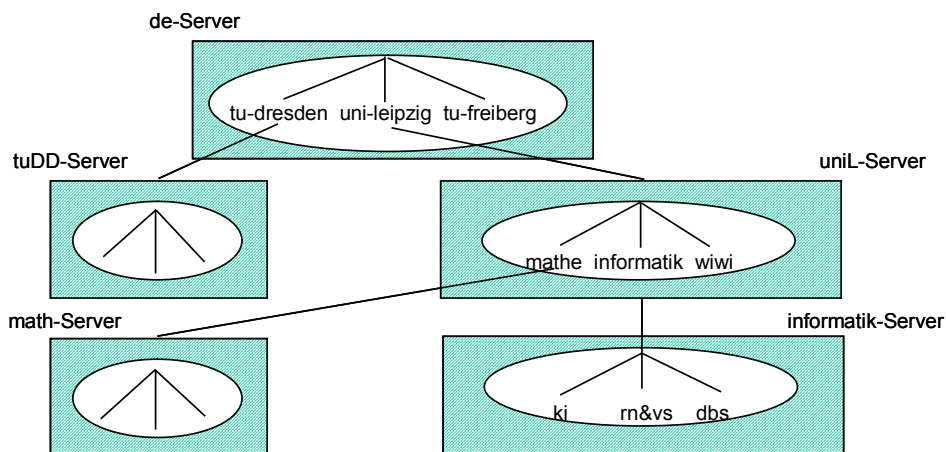 de-Server
tu-dresden uni-leipzig tu-freiberg
tuDD-Server
uniL-Server
mathe informatik wiwi
math-Server
informatik-Server
ki rn&vs dbs